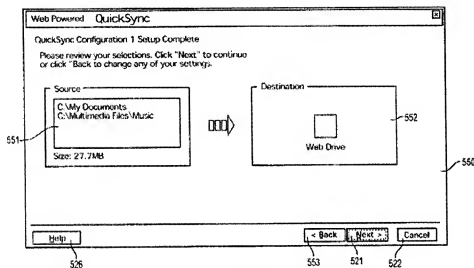 Web Powered QuickSync
QuickSync Configuration 1 Setup Complete
Please review your selections. Click "Next" to continue
or click "Back to change any of your settings.
Source
C:\My Documents
C:\Multimedia Files\Music
Size: 27.7MB
Destination
Web Drive
551
552
550
Help
< Back
Next >
Cancel
526
553
521
522